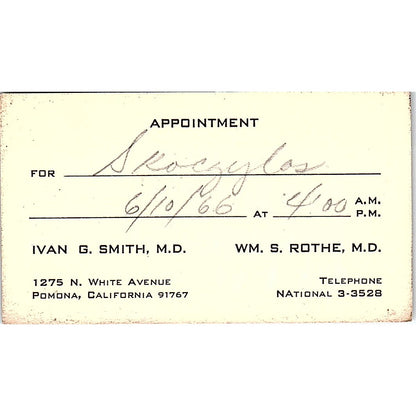 APPOINTMENT
FOR Skoczylas
6/10/66 AT 4:00 A.M.
P.M.
IVAN G. SMITH, M.D. WM. S. ROTHE, M.D.
1275 N. WHITE AVENUE TELEPHONE
POMONA, CALIFORNIA 91767 NATIONAL 3-3528